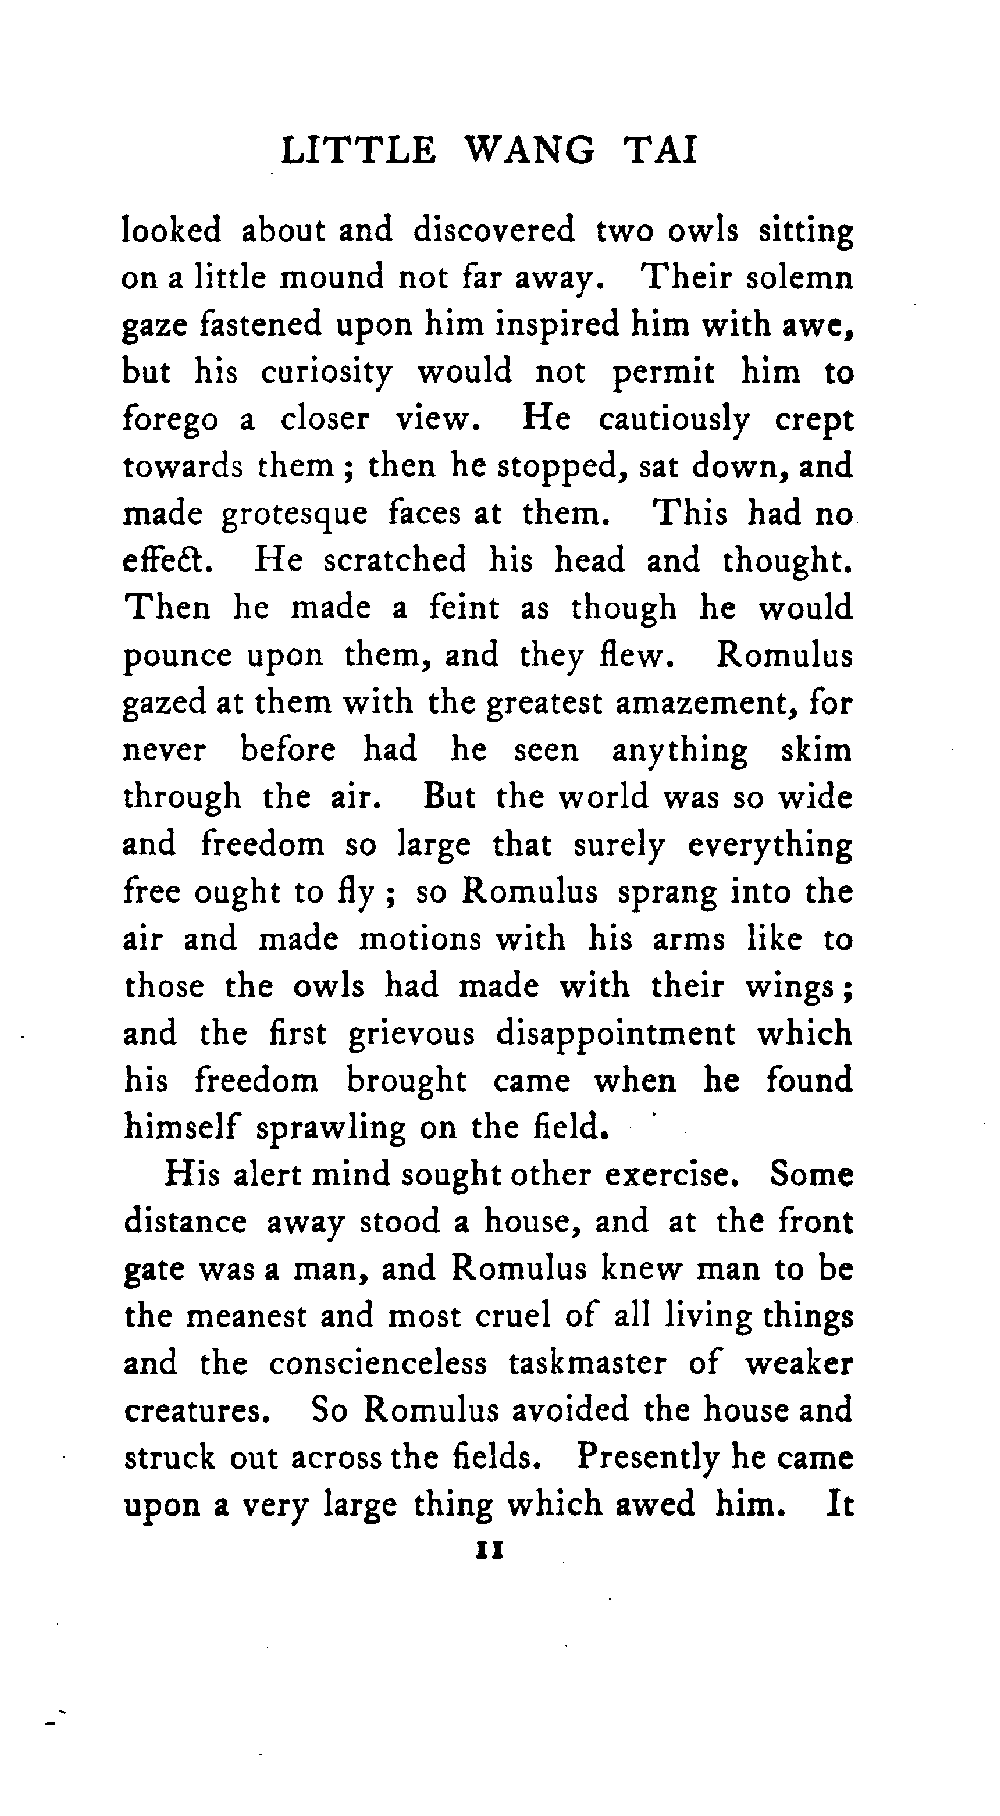 LITTLE WANG TAI
looked about and discovered two owls sitting
on a little mound not far away. Their solemn
gaze fastened upon him inspired him with awe,
but his curiosity would not permit him to
forego a closer view. He cautiously crept
towards them ; then he stopped, sat down, and
made grotesque faces at them. This had no
effect. He scratched his head and thought.
Then he made a feint as though he would
pounce upon them, and they flew. Romulus
gazed at them with the greatest amazement, for
never before had he seen anything skim
through the air. But the world was so wide
and freedom so large that surely everything
free ought to fly ; so Romulus sprang into the
air and made motions with his arms like to
those the owls had made with their wings ;
and the first grievous disappointment which
his freedom brought came when he found
himself sprawling on the field.
His alert mind sought other exercise. Some
distance away stood a house, and at the front
gate was a man, and Romulus knew man to be
the meanest and most cruel of all living things
and the conscienceless taskmaster of weaker
creatures. So Romulus avoided the house and
struck out across the fields. Presently he came
upon a very large thing which awed him. It
11